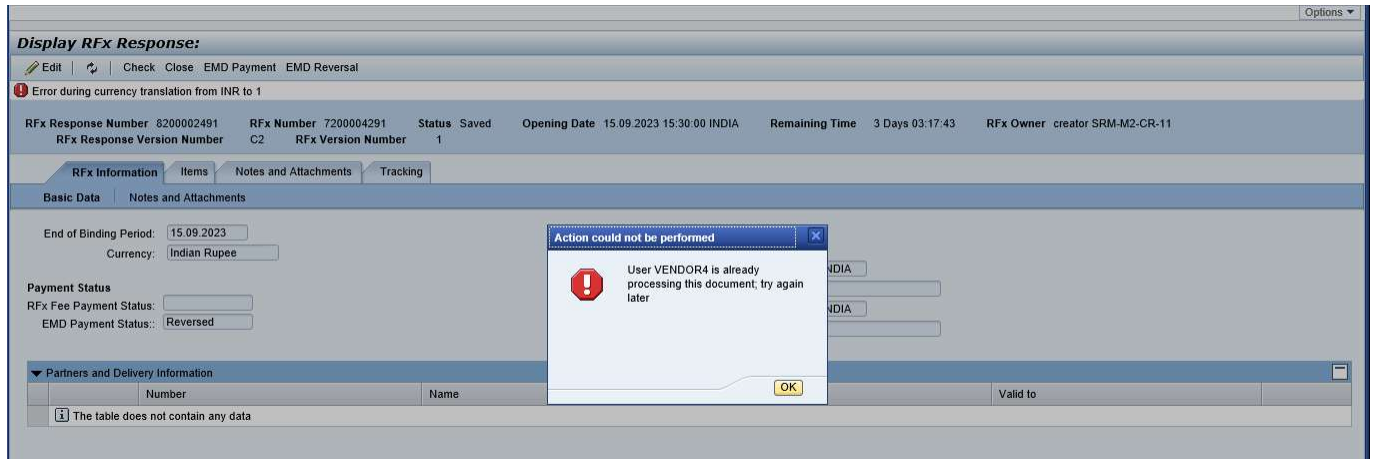 Options
Display RFx Response:
Edit Check Close EMD Payment EMD Reversal
Error during currency translation from INR to 1
RFx Response Number 8200002491 RFx Number 7200004291 Status Saved Opening Date 15.09.2023 15:30:00 INDIA Remaining Time 3 Days 03:17:43 RFx Owner creator SRM-M2-CR-11
RFx Response Version Number C2 RFx Version Number 1
RFx Information Items Notes and Attachments Tracking
Basic Data Notes and Attachments
End of Binding Period: 15.09.2023
Currency: Indian Rupee
Payment Status
RFx Fee Payment Status:
EMD Payment Status:: Reversed
Action could not be performed
User VENDOR4 is already
processing this document; try again
later
OK
NDIA
NDIA
Partners and Delivery Information
Number Name Valid to
The table does not contain any data